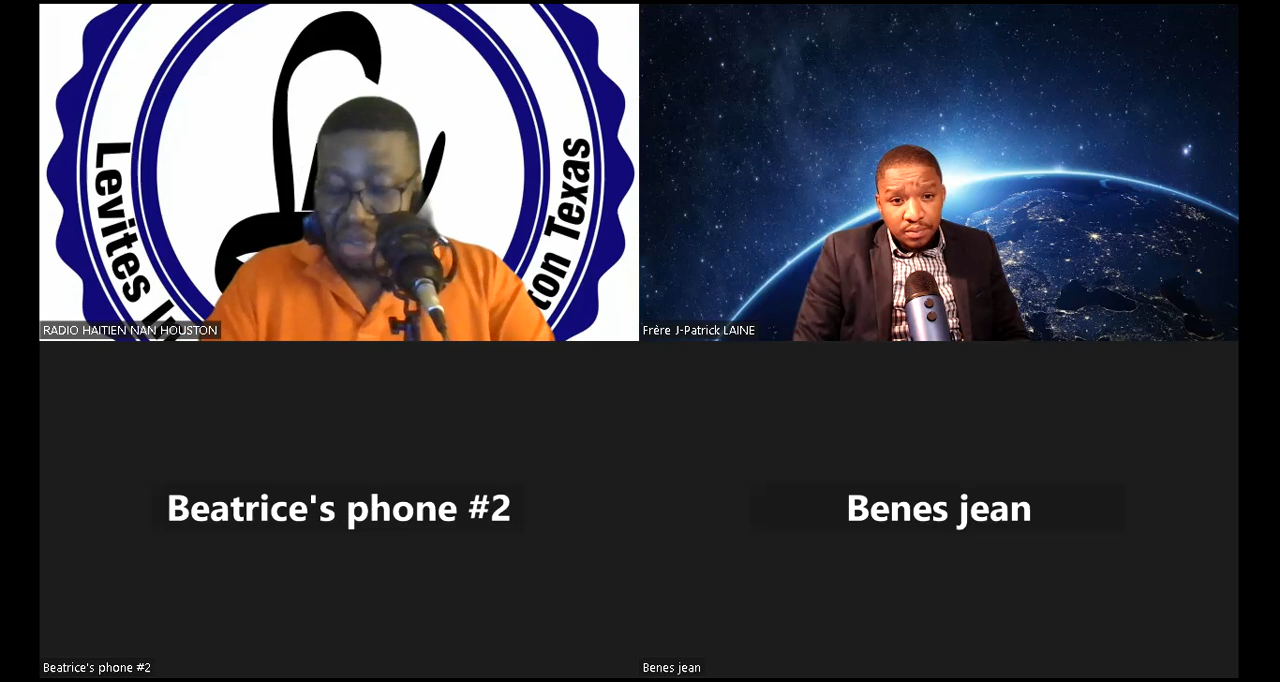 Levites
ton Texas
RADIO HAITIEN NAN HOUSTON
Frère J-Patrick LAINE
Beatrice's phone #2
Benes jean
Beatrice's phone #2
Benes jean